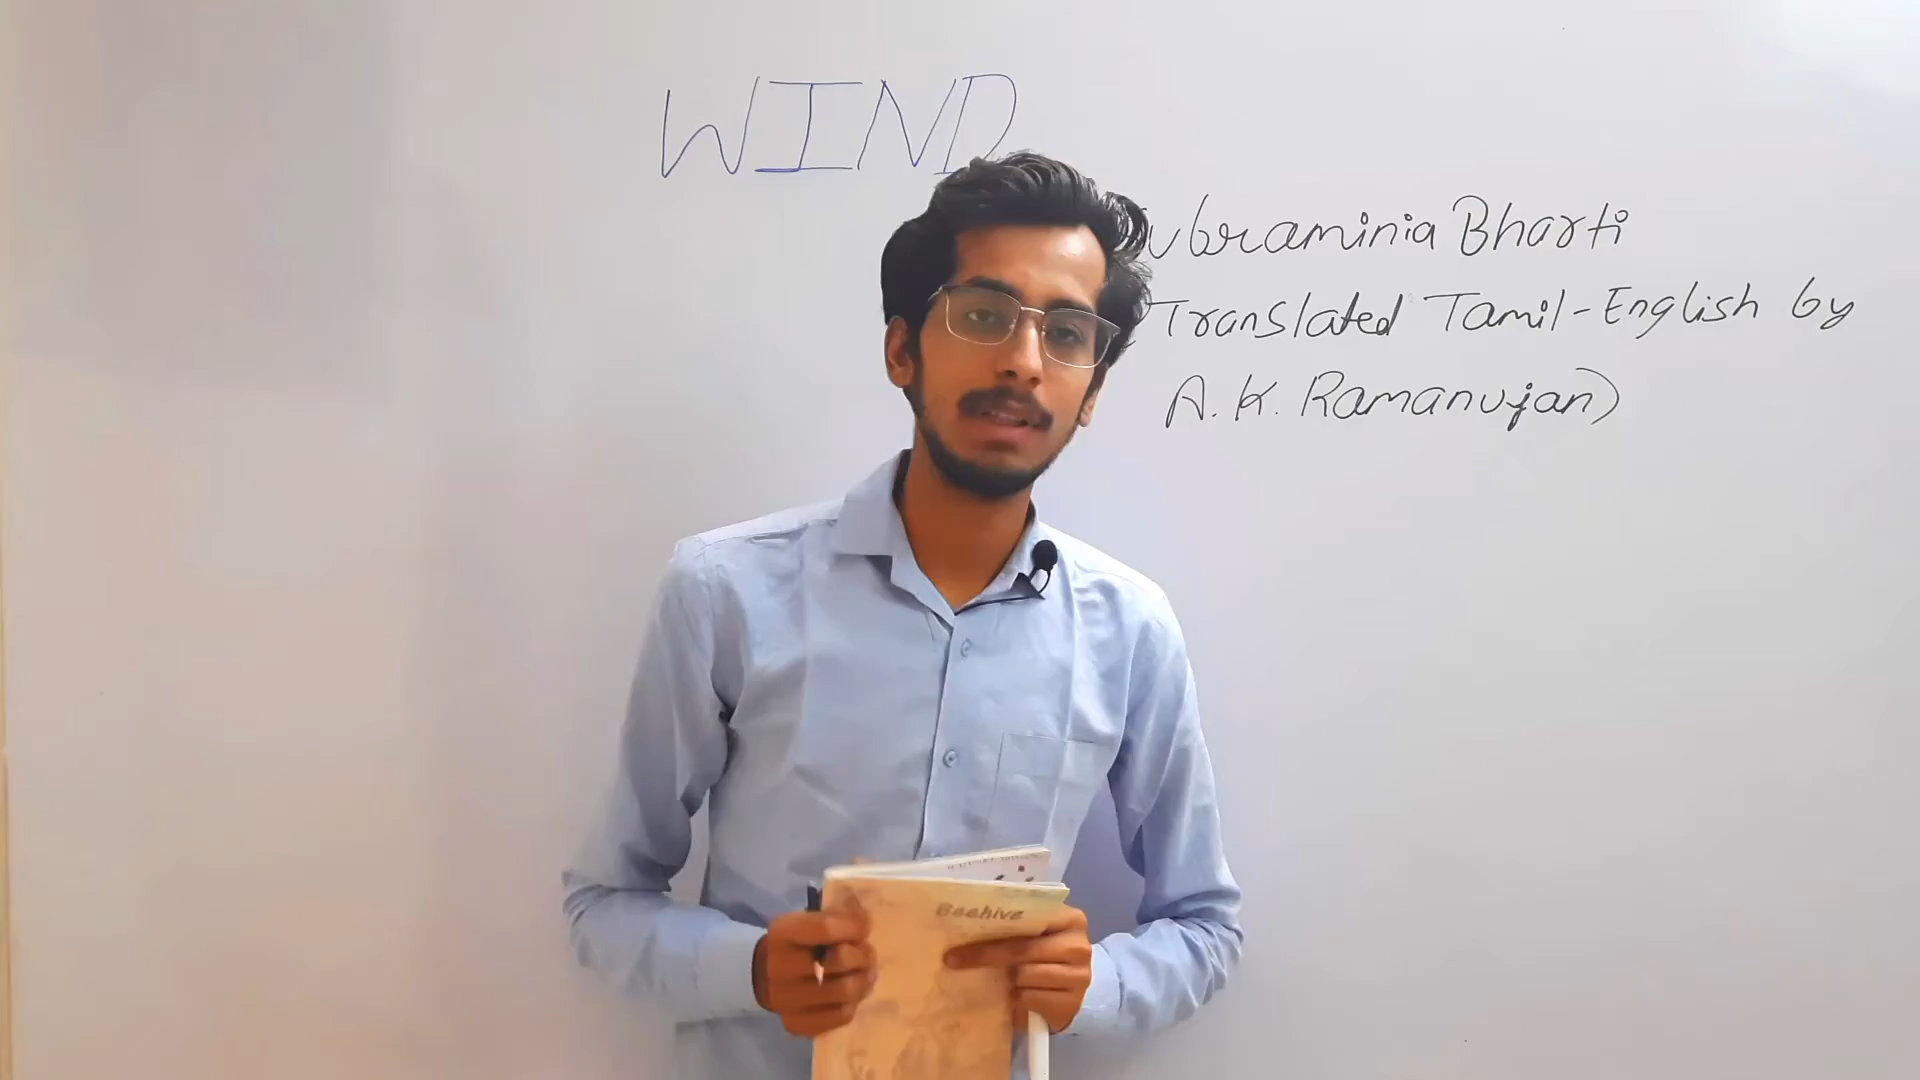 WIND
ubraminia Bharti
Translated Tamil-English by
A. K. Ramanujan)
Beehive